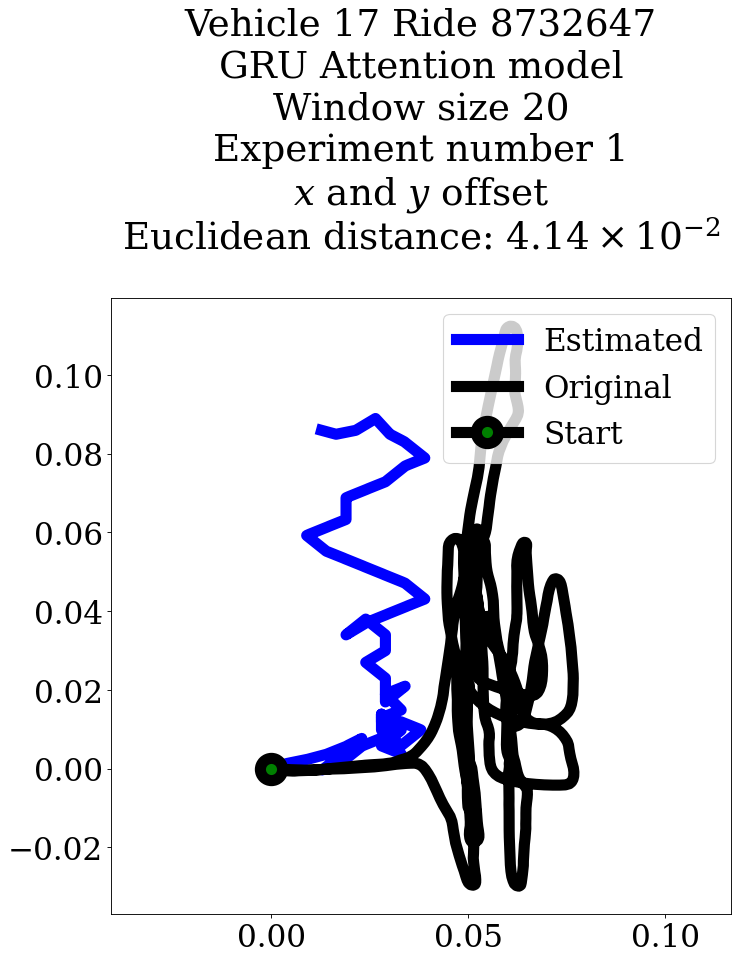 Vehicle 17 Ride 8732647
GRU Attention model
Window size 20
Experiment number 1
x and y offset
Euclidean distance: 4.14 × 10⁻²
Estimated
Original
Start
0.10
0.08
0.06
0.04
0.02
0.00
−0.02
0.00 0.05 0.10